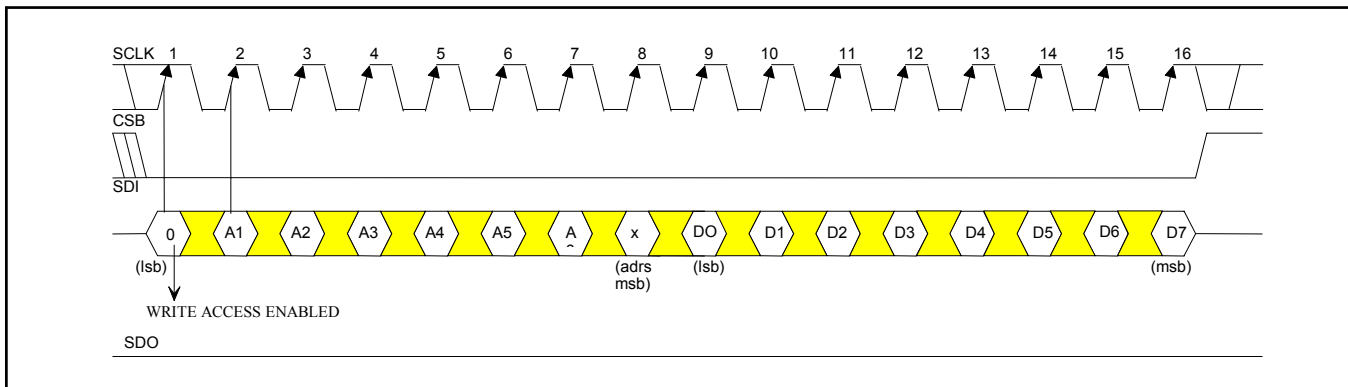 SCLK 1 2 3 4 5 6 7 8 9 10 11 12 13 14 15 16
CSB
SDI
0 A1 A2 A3 A4 A5 A x DO D1 D2 D3 D4 D5 D6 D7
(lsb) (adrs (lsb) (msb)
msb)
WRITE ACCESS ENABLED
SDO